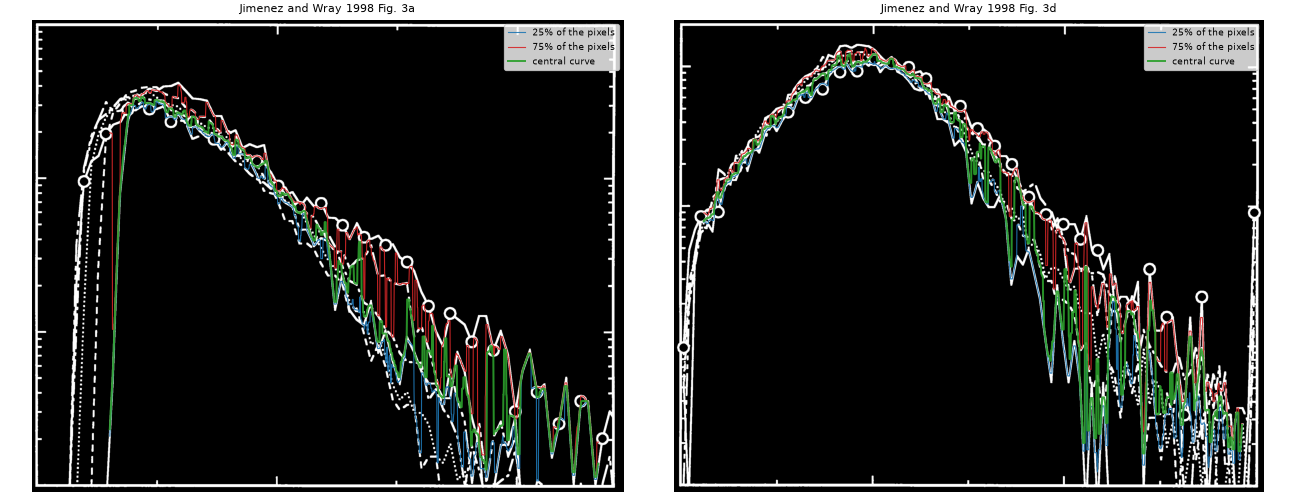 Jimenez and Wray 1998 Fig. 3a
25% of the pixels
75% of the pixels
central curve
Jimenez and Wray 1998 Fig. 3d
25% of the pixels
75% of the pixels
central curve